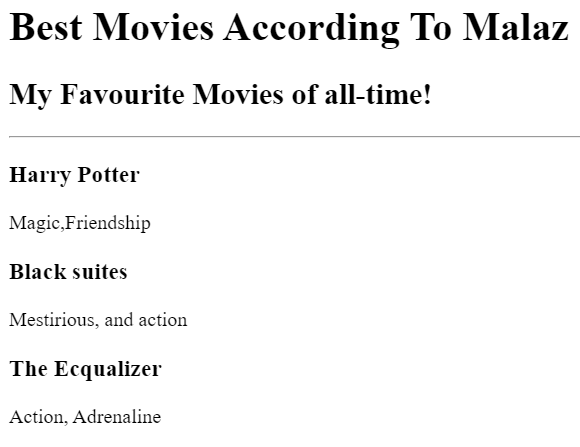 Best Movies According To Malaz
My Favourite Movies of all-time!
Harry Potter
Magic,Friendship
Black suites
Mestirious, and action
The Ecqualizer
Action, Adrenaline